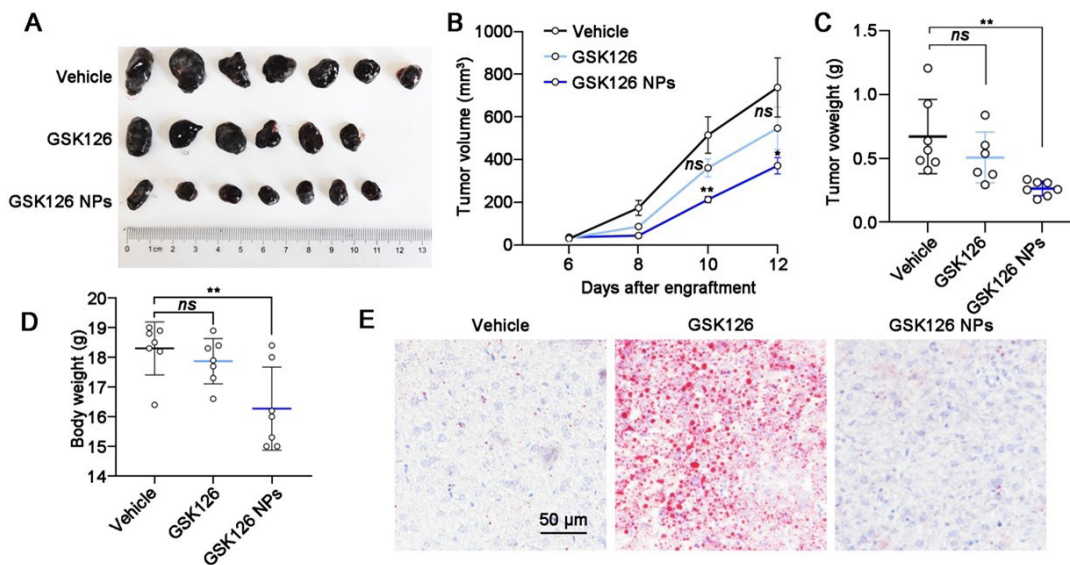 A
Vehicle
GSK126
GSK126 NPs
0 1cm 2 3 4 5 6 7 8 9 10 11 12 13
B
Tumor volume (mm³)
1000
800
600
400
200
0
Vehicle
GSK126
GSK126 NPs
ns
ns
*
**
6 8 10 12
Days after engraftment
C
Tumor voweight (g)
1.5
1.0
0.5
0.0
**
ns
Vehicle
GSK126
GSK126 NPs
D
Body weight (g)
20
19
18
17
16
15
14
**
ns
Vehicle
GSK126
GSK126 NPs
E
Vehicle GSK126 GSK126 NPs
50 μm